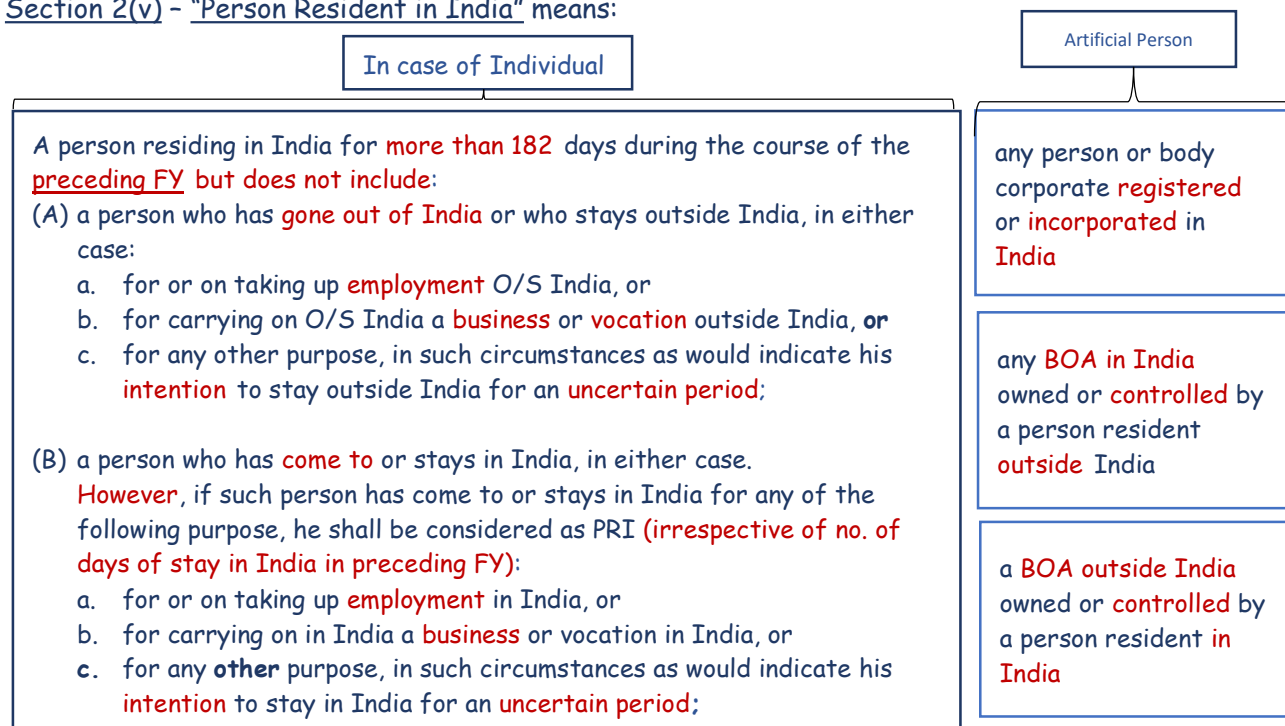 Section 2(v) – "Person Resident in India" means:
In case of Individual
A person residing in India for more than 182 days during the course of the
preceding FY but does not include:
(A) a person who has gone out of India or who stays outside India, in either
case:
a. for or on taking up employment O/S India, or
b. for carrying on O/S India a business or vocation outside India, or
c. for any other purpose, in such circumstances as would indicate his
intention to stay outside India for an uncertain period;
(B) a person who has come to or stays in India, in either case.
However, if such person has come to or stays in India for any of the
following purpose, he shall be considered as PRI (irrespective of no. of
days of stay in India in preceding FY):
a. for or on taking up employment in India, or
b. for carrying on in India a business or vocation in India, or
c. for any other purpose, in such circumstances as would indicate his
intention to stay in India for an uncertain period;
Artificial Person
any person or body
corporate registered
or incorporated in
India
any BOA in India
owned or controlled by
a person resident
outside India
a BOA outside India
owned or controlled by
a person resident in
India